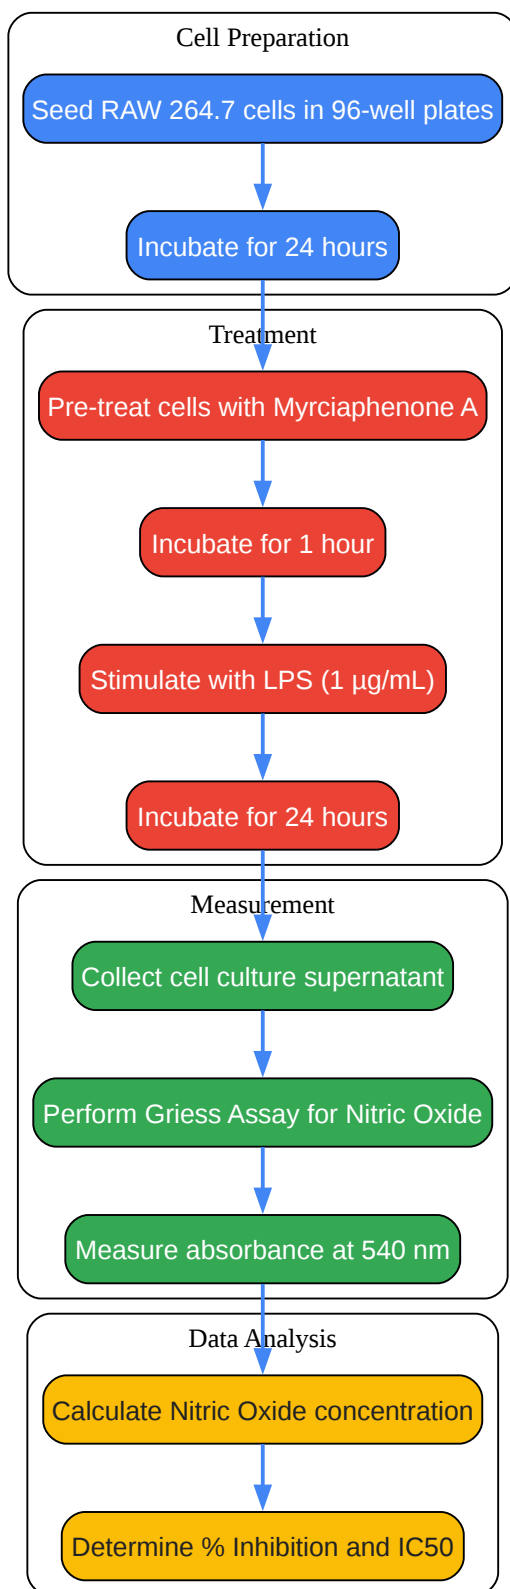 Cell Preparation
Seed RAW 264.7 cells in 96-well plates
Incubate for 24 hours
Treatment
Pre-treat cells with Myrciaphenone A
Incubate for 1 hour
Stimulate with LPS (1 µg/mL)
Incubate for 24 hours
Measurement
Collect cell culture supernatant
Perform Griess Assay for Nitric Oxide
Measure absorbance at 540 nm
Data Analysis
Calculate Nitric Oxide concentration
Determine % Inhibition and IC50